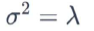 σ² = λ